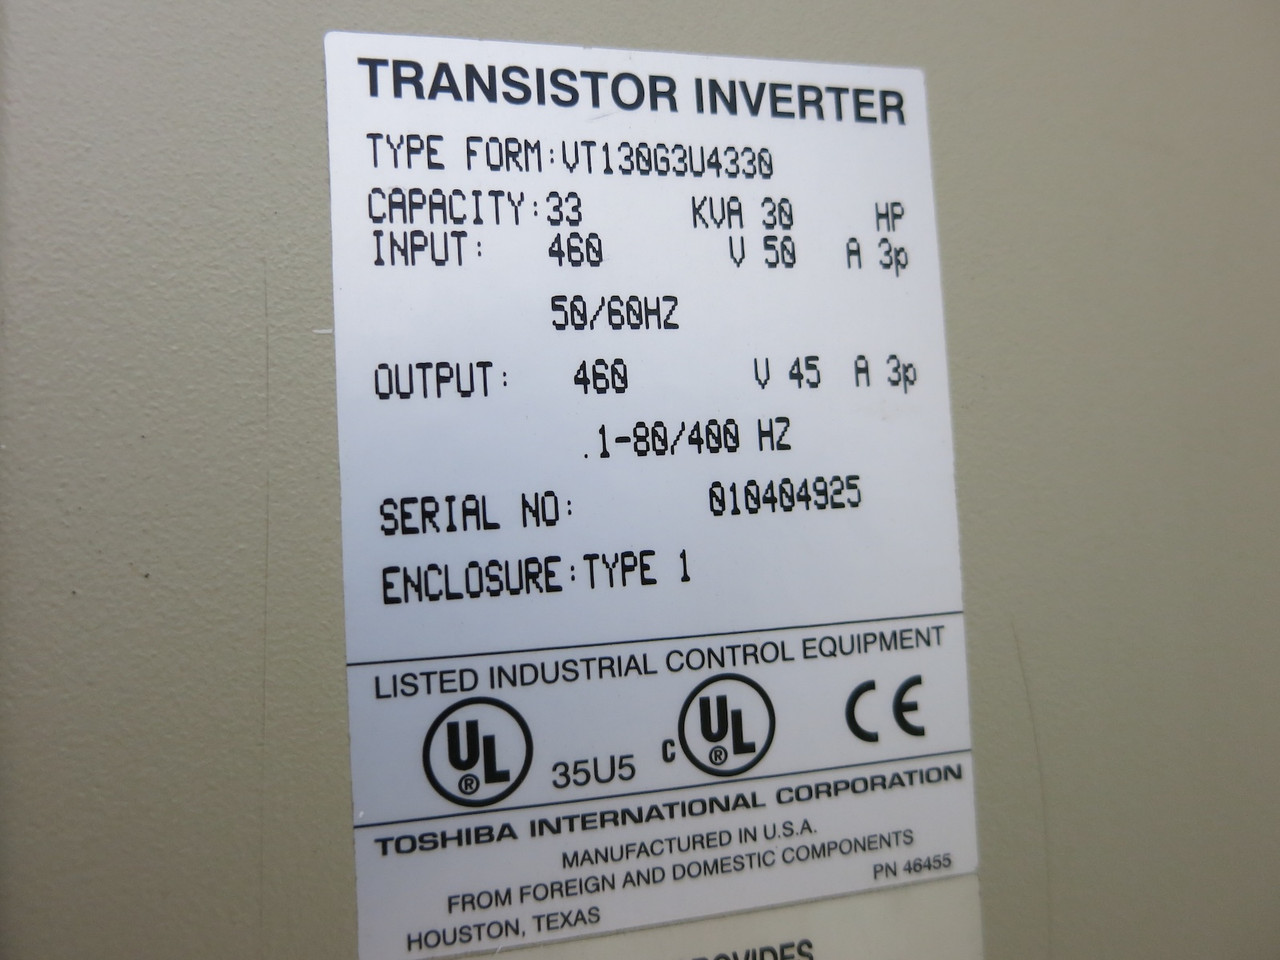 TRANSISTOR INVERTER
TYPE FORM:VT130G3U4330
CAPACITY:33 KVA 30 HP
INPUT: 460 V 50 A 3p
50/60HZ
OUTPUT: 460 V 45 A 3p
.1-80/400 HZ
SERIAL NO: 010404925
ENCLOSURE:TYPE 1
LISTED INDUSTRIAL CONTROL EQUIPMENT
UL ® 35U5 C UL ® CE
TOSHIBA INTERNATIONAL CORPORATION
MANUFACTURED IN U.S.A.
FROM FOREIGN AND DOMESTIC COMPONENTS
HOUSTON, TEXAS PN 46455